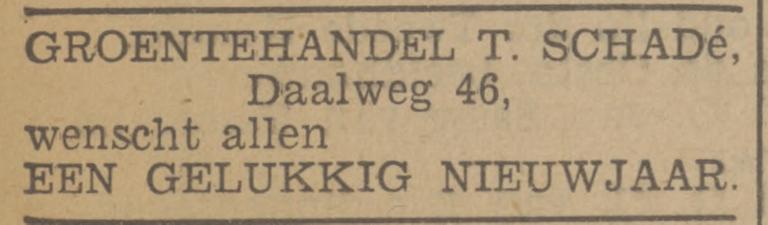 GROENTEHANDEL T. SCHADé,
Daalweg 46,
wenscht allen
EEN GELUKKIG NIEUWJAAR.